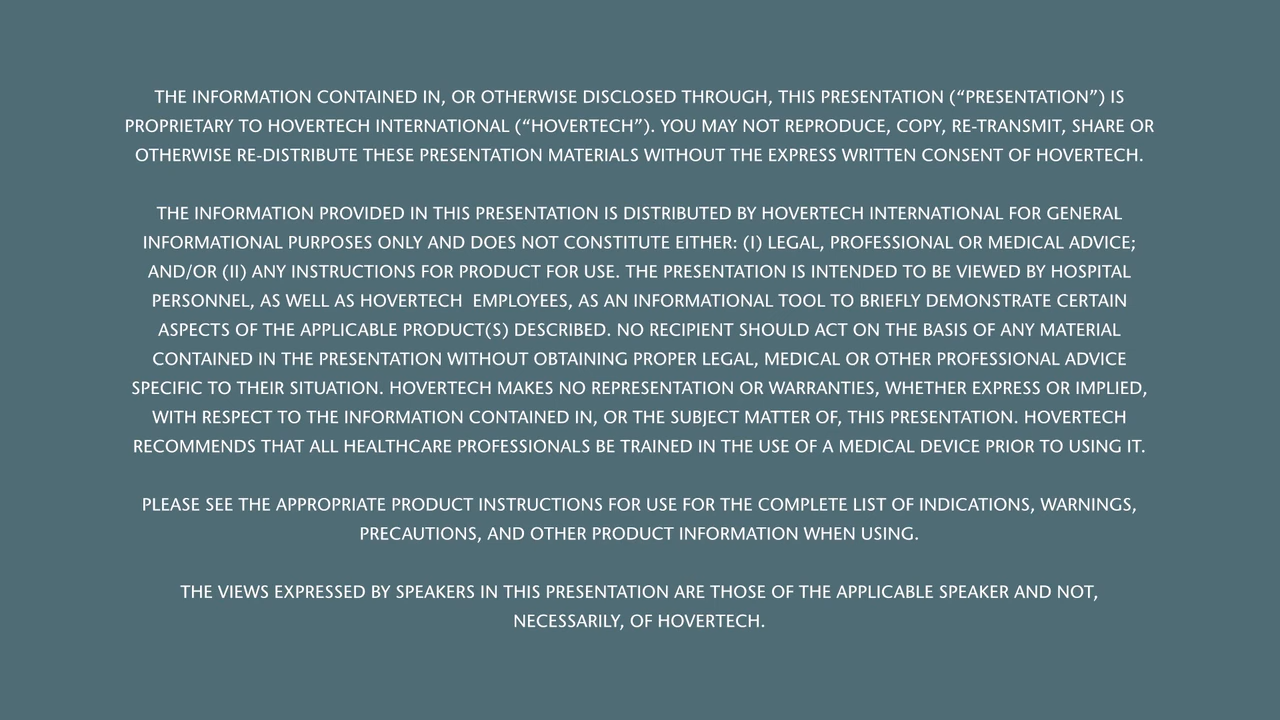 THE INFORMATION CONTAINED IN, OR OTHERWISE DISCLOSED THROUGH, THIS PRESENTATION (“PRESENTATION”) IS
PROPRIETARY TO HOVERTECH INTERNATIONAL (“HOVERTECH”). YOU MAY NOT REPRODUCE, COPY, RE-TRANSMIT, SHARE OR
OTHERWISE RE-DISTRIBUTE THESE PRESENTATION MATERIALS WITHOUT THE EXPRESS WRITTEN CONSENT OF HOVERTECH.
THE INFORMATION PROVIDED IN THIS PRESENTATION IS DISTRIBUTED BY HOVERTECH INTERNATIONAL FOR GENERAL
INFORMATIONAL PURPOSES ONLY AND DOES NOT CONSTITUTE EITHER: (I) LEGAL, PROFESSIONAL OR MEDICAL ADVICE;
AND/OR (II) ANY INSTRUCTIONS FOR PRODUCT FOR USE. THE PRESENTATION IS INTENDED TO BE VIEWED BY HOSPITAL
PERSONNEL, AS WELL AS HOVERTECH  EMPLOYEES, AS AN INFORMATIONAL TOOL TO BRIEFLY DEMONSTRATE CERTAIN
ASPECTS OF THE APPLICABLE PRODUCT(S) DESCRIBED. NO RECIPIENT SHOULD ACT ON THE BASIS OF ANY MATERIAL
CONTAINED IN THE PRESENTATION WITHOUT OBTAINING PROPER LEGAL, MEDICAL OR OTHER PROFESSIONAL ADVICE
SPECIFIC TO THEIR SITUATION. HOVERTECH MAKES NO REPRESENTATION OR WARRANTIES, WHETHER EXPRESS OR IMPLIED,
WITH RESPECT TO THE INFORMATION CONTAINED IN, OR THE SUBJECT MATTER OF, THIS PRESENTATION. HOVERTECH
RECOMMENDS THAT ALL HEALTHCARE PROFESSIONALS BE TRAINED IN THE USE OF A MEDICAL DEVICE PRIOR TO USING IT.
PLEASE SEE THE APPROPRIATE PRODUCT INSTRUCTIONS FOR USE FOR THE COMPLETE LIST OF INDICATIONS, WARNINGS,
PRECAUTIONS, AND OTHER PRODUCT INFORMATION WHEN USING.
THE VIEWS EXPRESSED BY SPEAKERS IN THIS PRESENTATION ARE THOSE OF THE APPLICABLE SPEAKER AND NOT,
NECESSARILY, OF HOVERTECH.